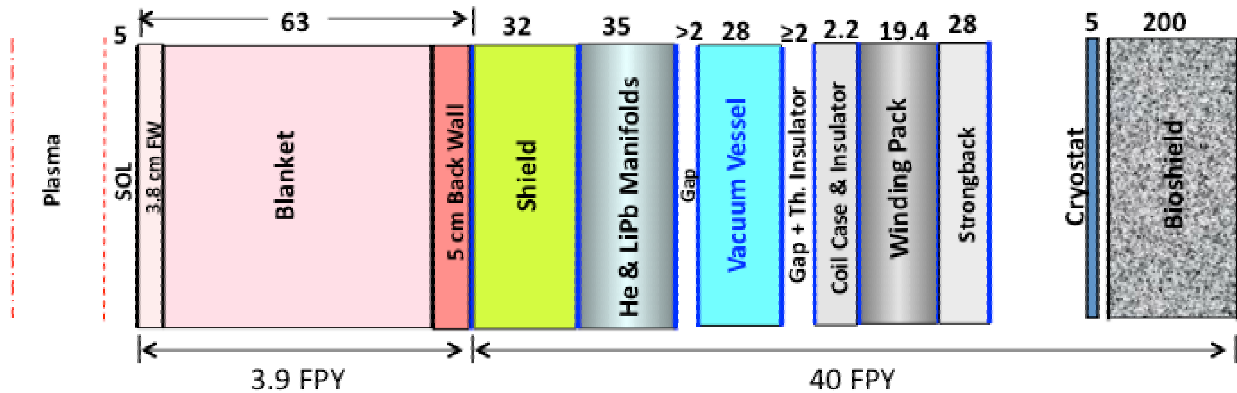 63
5
32
35
>2
28
≥2
2.2
19.4
28
5
200
Plasma
SOL
3.8 cm FW
Blanket
5 cm Back Wall
Shield
He & LiPb Manifolds
Gap
Vacuum Vessel
Gap + Th. Insulator
Coil Case & Insulator
Winding Pack
Strongback
Cryostat
Bioshield
3.9 FPY
40 FPY